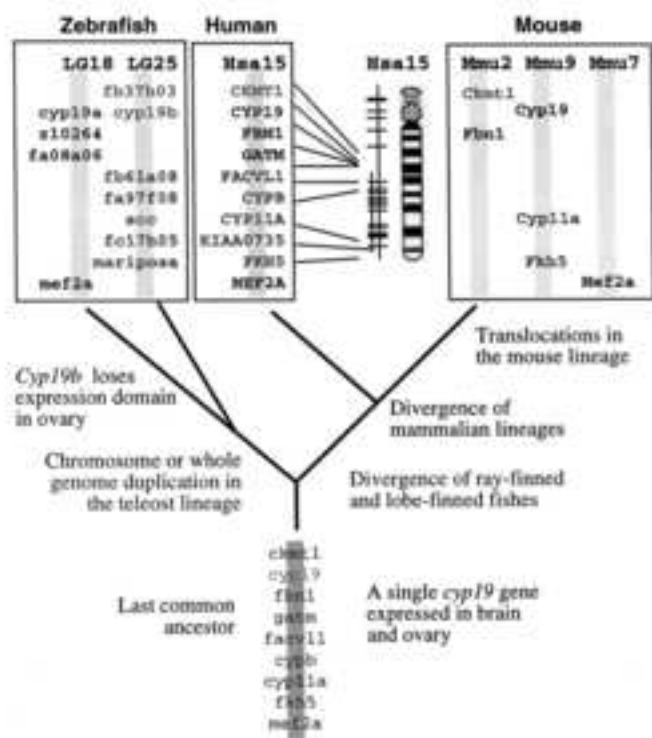 Zebrafish
LG18 LG25
fb37b03
cyp19a cyp19b
z10264
fa08a06
fb61a08
fa97f08
fc17b05
mariposa
mef2a
Human
Hsa15
CKMT1
CYP19
FBN1
GATM
FACVL1
CYPB
CYP11A
KIAA0735
FKH5
MEF2A
Hsa15
Mouse
Mmu2 Mmu9 Mmu7
Ckmt1
Cyp19
Fbn1
Cyp11a
Fkh5
Mef2a
Cyp19b loses
expression domain
in ovary
Translocations in
the mouse lineage
Divergence of
mammalian lineages
Chromosome or whole
genome duplication in
the teleost lineage
Divergence of ray-finned
and lobe-finned fishes
Last common
ancestor
ckmt1
cyp19
fbn1
gatm
facvl1
cypb
cyp11a
fkh5
mef2a
A single cyp19 gene
expressed in brain
and ovary